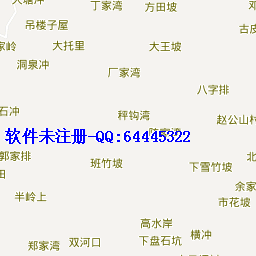 大塘冲
丁家湾
邓
方田坡
吊楼子屋
古皮
家岭
大托里
大王坡
洞泉冲
厂家湾
八字排
石冲
秤钩湾
赵公山村
软件未注册-QQ:64445322
郭家排
班竹坡
下雪竹坡
田
半岭上
余家
市花坡
高水岸
横冲
郑家湾
双河口
下盘石坑